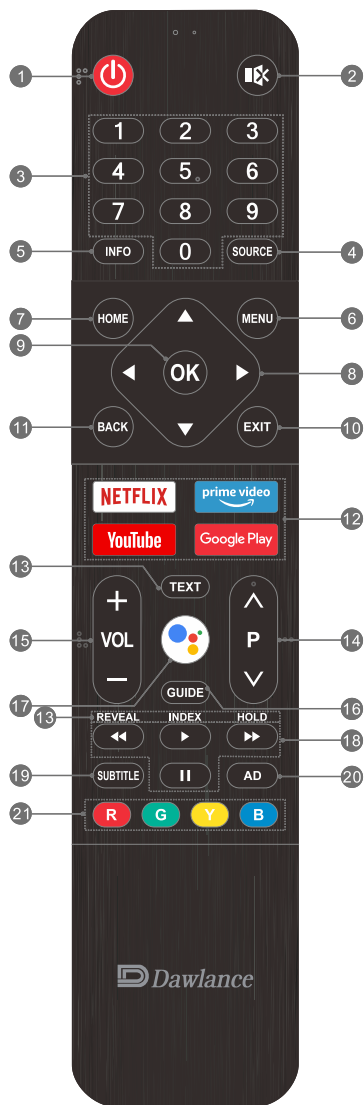 1 2
1 2 3
3 4 5 6
7 8 9
5 INFO 0 SOURCE 4
7 HOME MENU 6
9 OK 8
11 BACK EXIT 10
NETFLIX prime video
12
YouTube Google Play
13 TEXT
15 VOL P 14
17 GUIDE 16
13 REVEAL INDEX HOLD
18
19 SUBTITLE AD 20
21 R G Y B
Dawlance